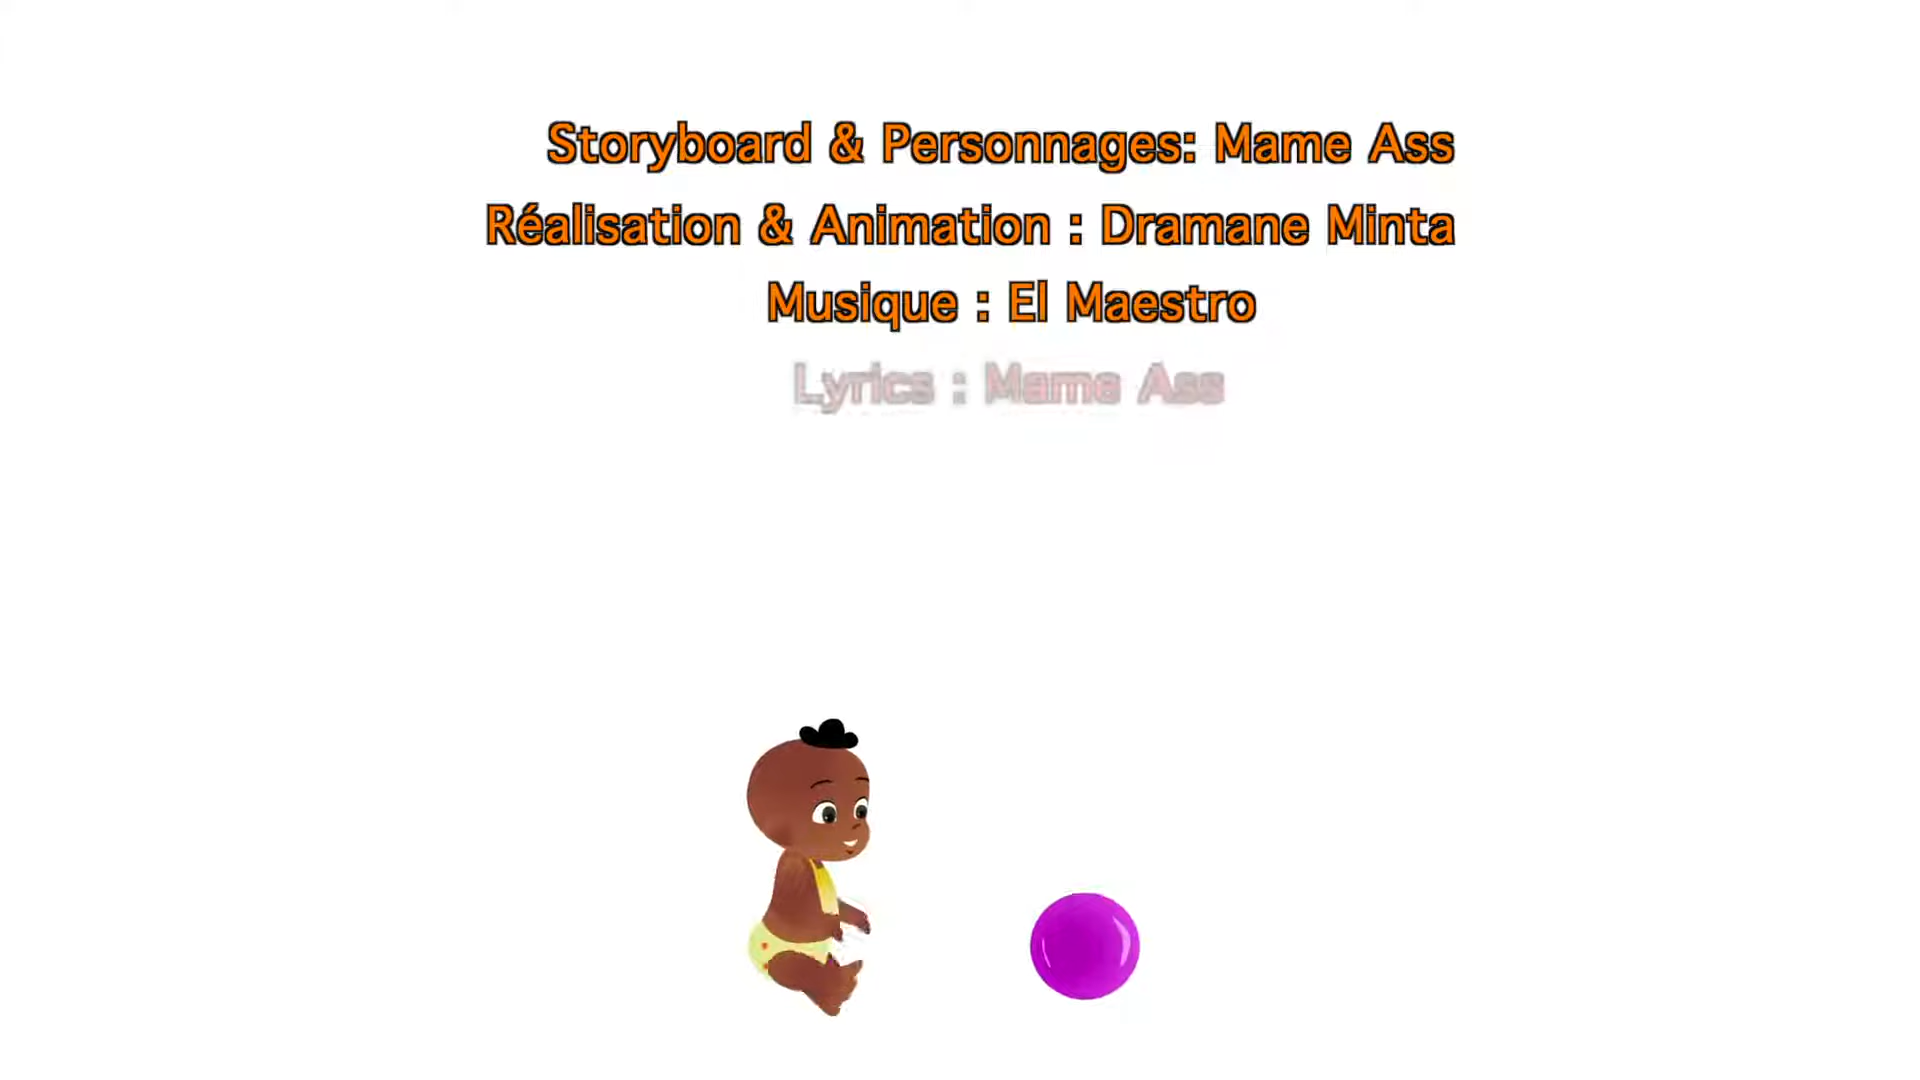 Storyboard & Personnages: Mame Ass
Réalisation & Animation : Dramane Minta
Musique : El Maestro
Lyrics : Mame Ass